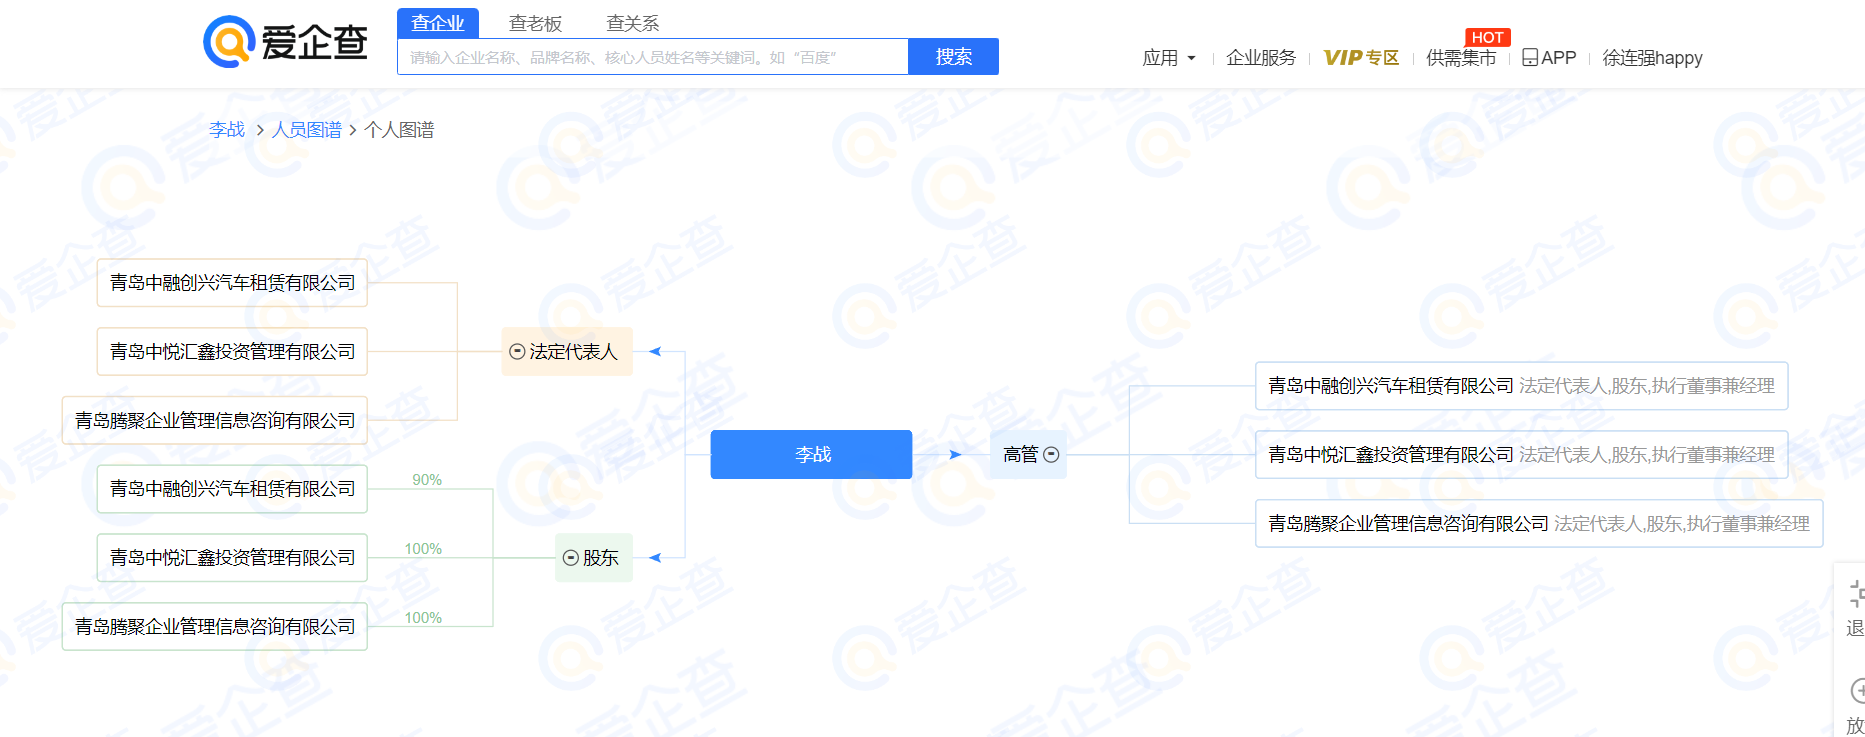 爱企查
查企业 查老板 查关系
请输入企业名称、品牌名称、核心人员姓名等关键词。如“百度” 搜索
应用 企业服务 VIP专区 供需集市 HOT APP 徐连强happy
李战 > 人员图谱 > 个人图谱
青岛中融创兴汽车租赁有限公司
青岛中悦汇鑫投资管理有限公司
青岛腾聚企业管理信息咨询有限公司
法定代表人
青岛中融创兴汽车租赁有限公司 90%
青岛中悦汇鑫投资管理有限公司 100%
青岛腾聚企业管理信息咨询有限公司 100%
股东
李战
高管
青岛中融创兴汽车租赁有限公司 法定代表人,股东,执行董事兼经理
青岛中悦汇鑫投资管理有限公司 法定代表人,股东,执行董事兼经理
青岛腾聚企业管理信息咨询有限公司 法定代表人,股东,执行董事兼经理
退
放